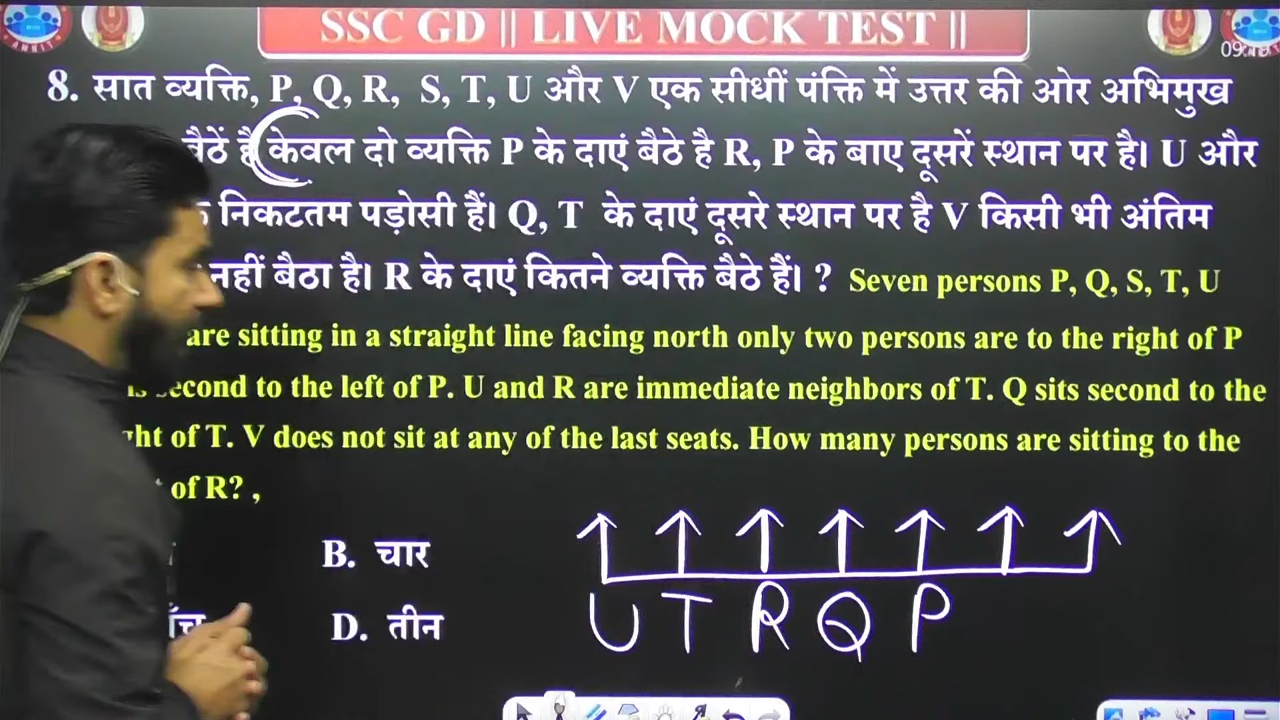 SSC GD || LIVE MOCK TEST ||
09:
8. सात व्यक्ति, P, Q, R, S, T, U और V एक सीधीं पंक्ति में उत्तर की ओर अभिमुख
बैठें है केवल दो व्यक्ति P के दाएं बैठे है R, P के बाए दूसरें स्थान पर है। U और
निकटतम पड़ोसी हैं। Q, T के दाएं दूसरे स्थान पर है V किसी भी अंतिम
नहीं बैठा है। R के दाएं कितने व्यक्ति बैठे हैं। ? Seven persons P, Q, S, T, U
are sitting in a straight line facing north only two persons are to the right of P
second to the left of P. U and R are immediate neighbors of T. Q sits second to the
of T. V does not sit at any of the last seats. How many persons are sitting to the
of R? ,
B. चार
D. तीन
U T R Q P